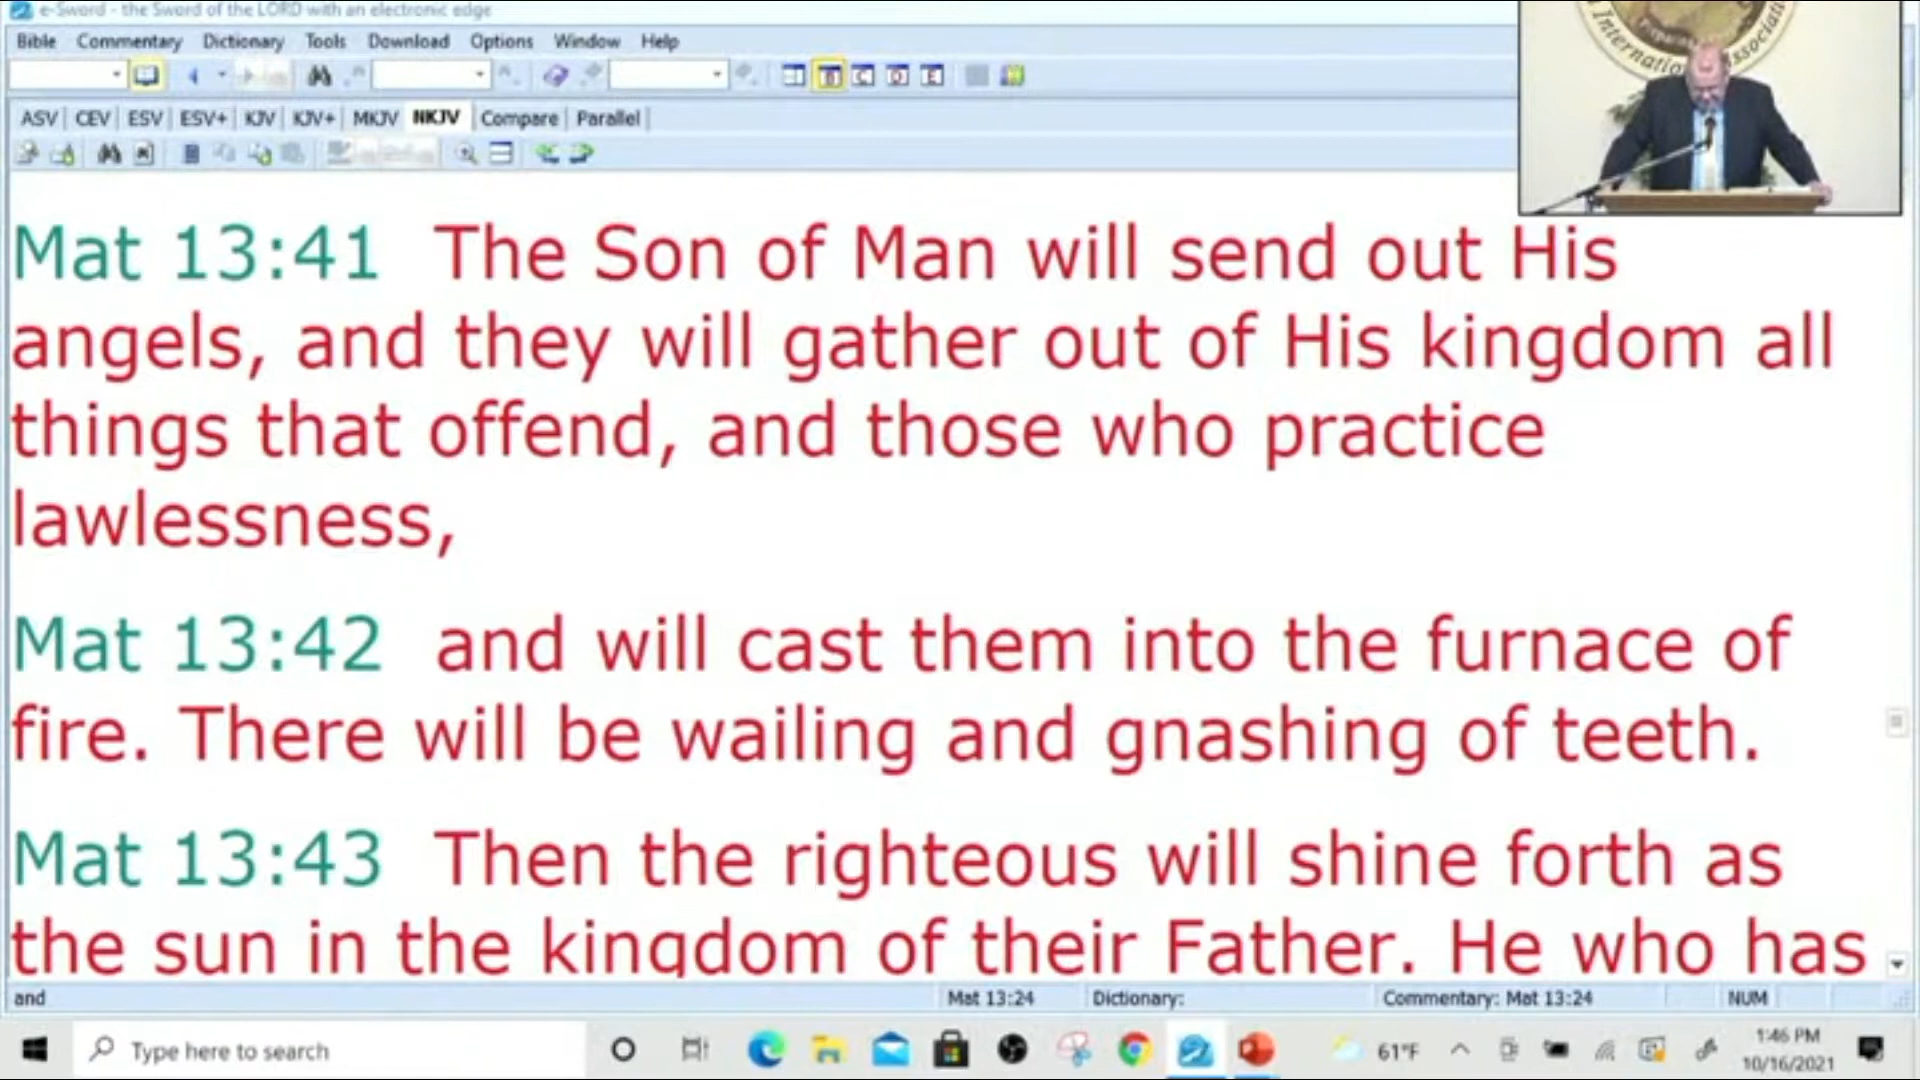 e-Sword - the Sword of the LORD with an electronic edge
Bible Commentary Dictionary Tools Download Options Window Help
International Association
ASV CEV ESV ESV+ KJV KJV+ MKJV NKJV Compare Parallel
Mat 13:41 The Son of Man will send out His
angels, and they will gather out of His kingdom all
things that offend, and those who practice
lawlessness,
Mat 13:42 and will cast them into the furnace of
fire. There will be wailing and gnashing of teeth.
Mat 13:43 Then the righteous will shine forth as
the sun in the kingdom of their Father. He who has
and Mat 13:24 Dictionary: Commentary: Mat 13:24 NUM
Type here to search 61°F 1:46 PM
10/16/2021